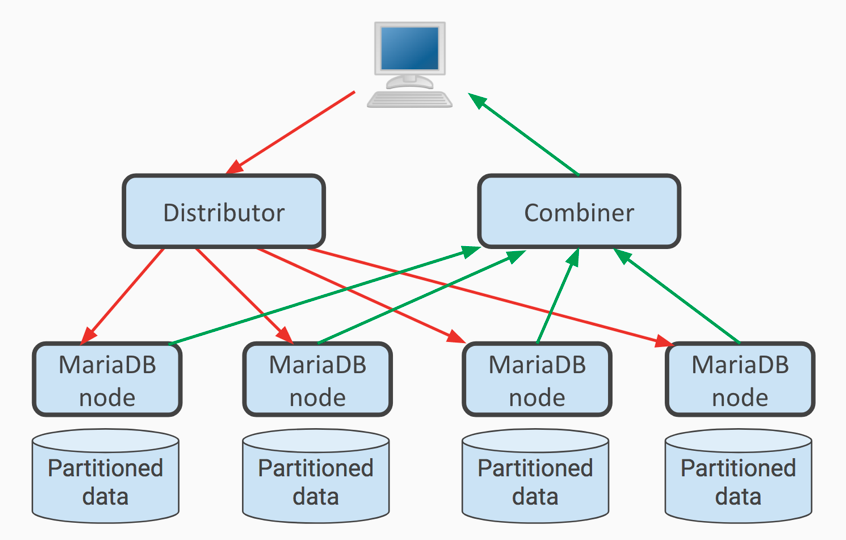 Distributor
Combiner
MariaDB
node
MariaDB
node
MariaDB
node
MariaDB
node
Partitioned
data
Partitioned
data
Partitioned
data
Partitioned
data